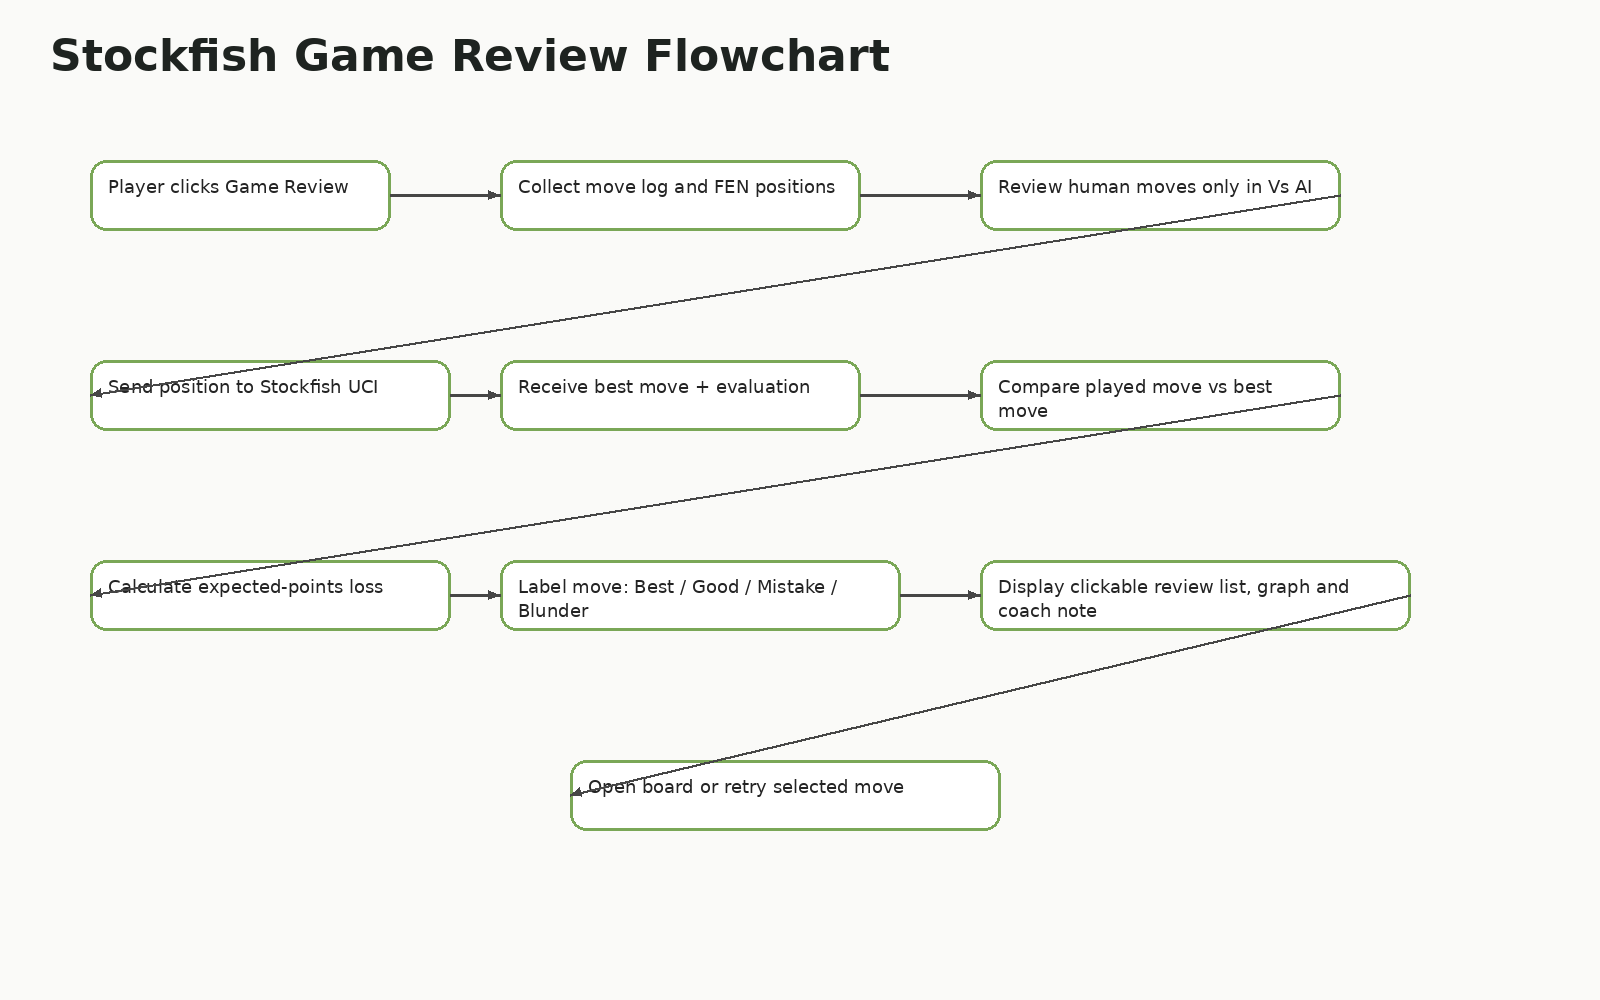 Stockfish Game Review Flowchart
Player clicks Game Review
Collect move log and FEN positions
Review human moves only in Vs AI
Send position to Stockfish UCI
Receive best move + evaluation
Compare played move vs best
move
Calculate expected-points loss
Label move: Best / Good / Mistake /
Blunder
Display clickable review list, graph and
coach note
Open board or retry selected move